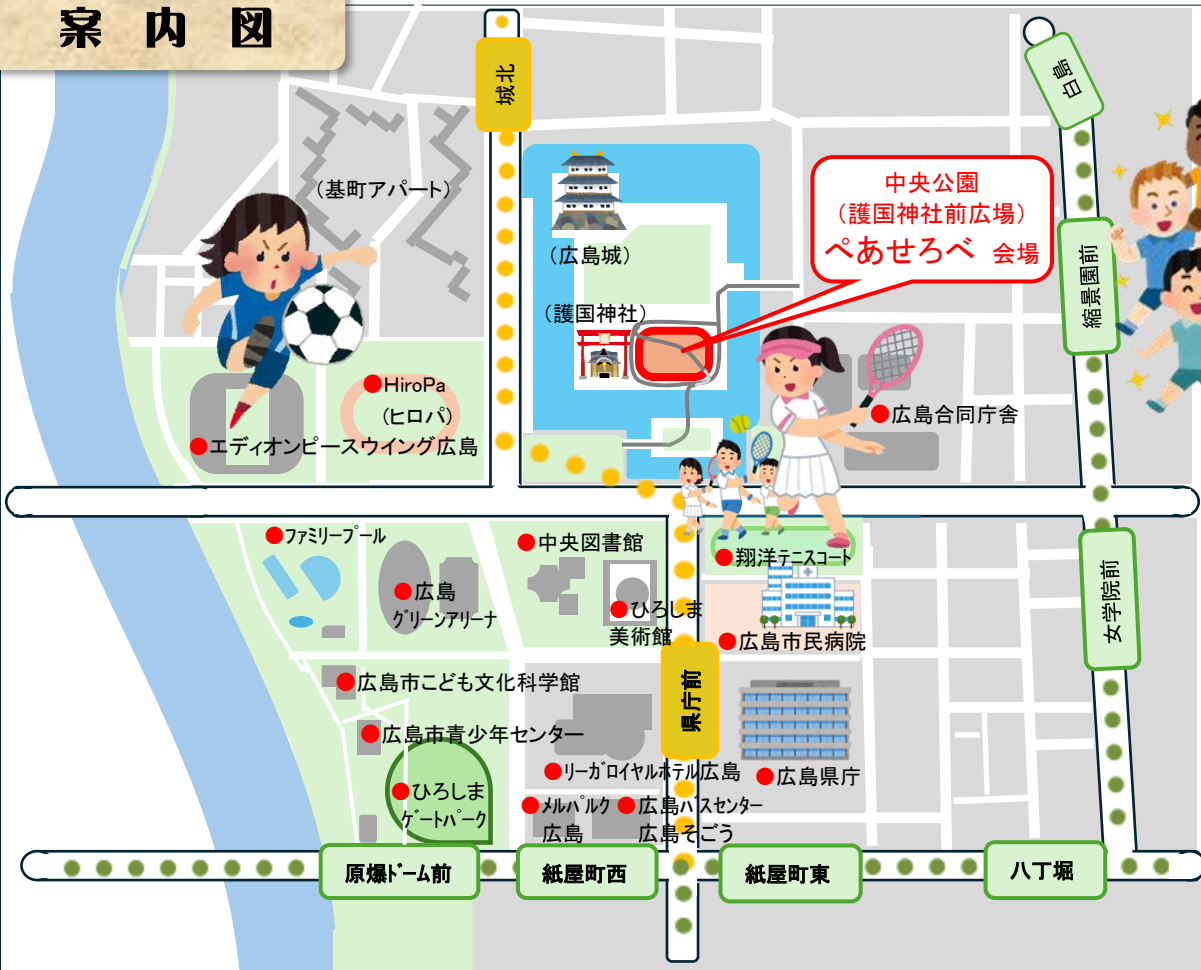 案内図
城北
白島
(基町アパート)
中央公園
(護国神社前広場)
ぺあせろべ 会場
(広島城)
縮景園前
(護国神社)
HiroPa
(ヒロパ)
広島合同庁舎
エディオンピースウイング広島
ファミリープール
中央図書館
翔洋テニスコート
女学院前
広島
グリーンアリーナ
ひろしま
美術館
広島市民病院
広島市こども文化科学館
県庁前
広島市青少年センター
リーガロイヤルホテル広島
広島県庁
ひろしま
ゲートパーク
メルパルク
広島
広島バスセンター
広島そごう
原爆ドーム前
紙屋町西
紙屋町東
八丁堀